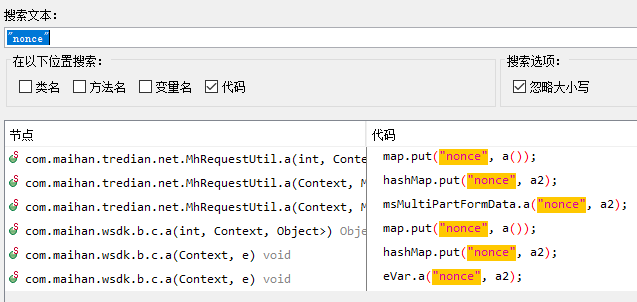 搜索文本:
"nonce"
在以下位置搜索: 搜索选项:
类名 方法名 变量名 代码 忽略大小写
节点 代码
com.maihan.tredian.net.MhRequestUtil.a(int, Conte map.put("nonce", a());
com.maihan.tredian.net.MhRequestUtil.a(Context, M hashMap.put("nonce", a2);
com.maihan.tredian.net.MhRequestUtil.a(Context, M msMultiPartFormData.a("nonce", a2);
com.maihan.wsdk.b.c.a(int, Context, Object>) Obje map.put("nonce", a());
com.maihan.wsdk.b.c.a(Context, e) void hashMap.put("nonce", a2);
com.maihan.wsdk.b.c.a(Context, e) void eVar.a("nonce", a2);